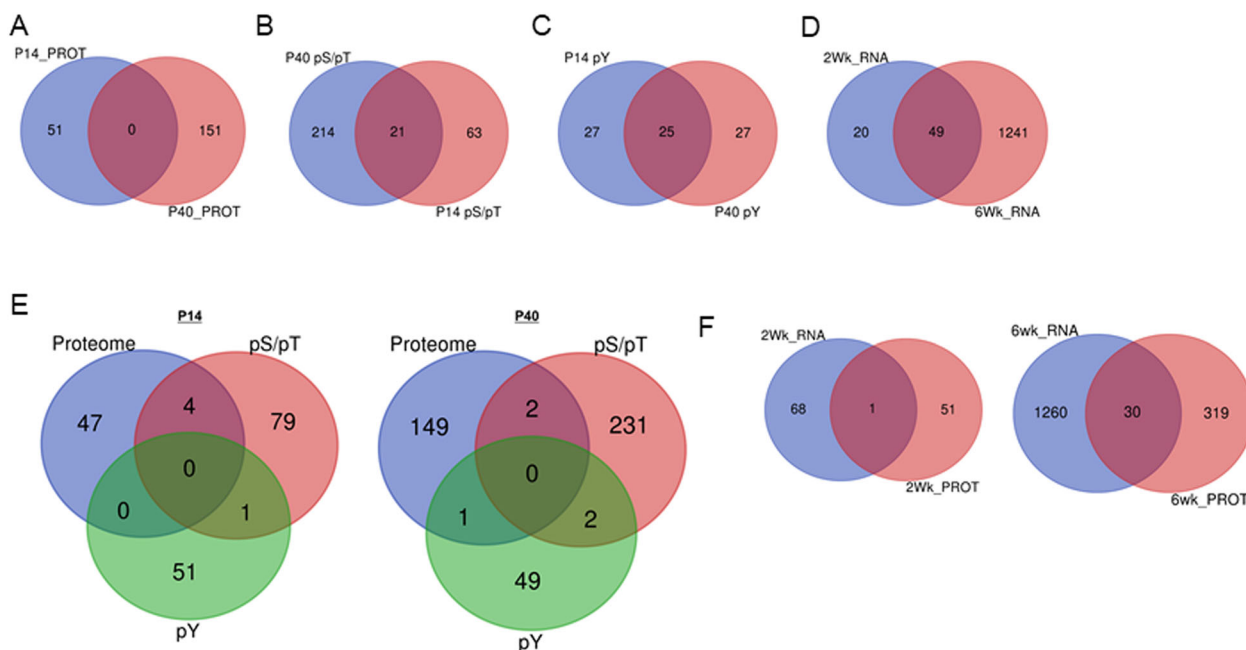 A
P14_PROT
51
0
151
P40_PROT
B
P40 pS/pT
214
21
63
P14 pS/pT
C
P14 pY
27
25
27
P40 pY
D
2Wk_RNA
20
49
1241
6Wk_RNA
E
P14
Proteome
pS/pT
47
4
79
0
0
1
51
pY
P40
Proteome
pS/pT
149
2
231
0
1
2
49
pY
F
2Wk_RNA
68
1
51
2Wk_PROT
6wk_RNA
1260
30
319
6wk_PROT